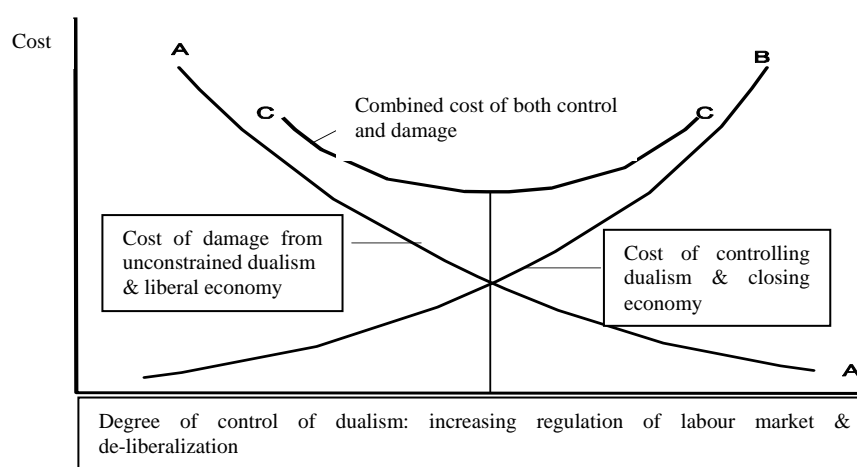 Cost
A
B
C
Combined cost of both control
and damage
C
Cost of damage from
unconstrained dualism
& liberal economy
Cost of controlling
dualism & closing
economy
A
Degree of control of dualism: increasing regulation of labour market &
de-liberalization